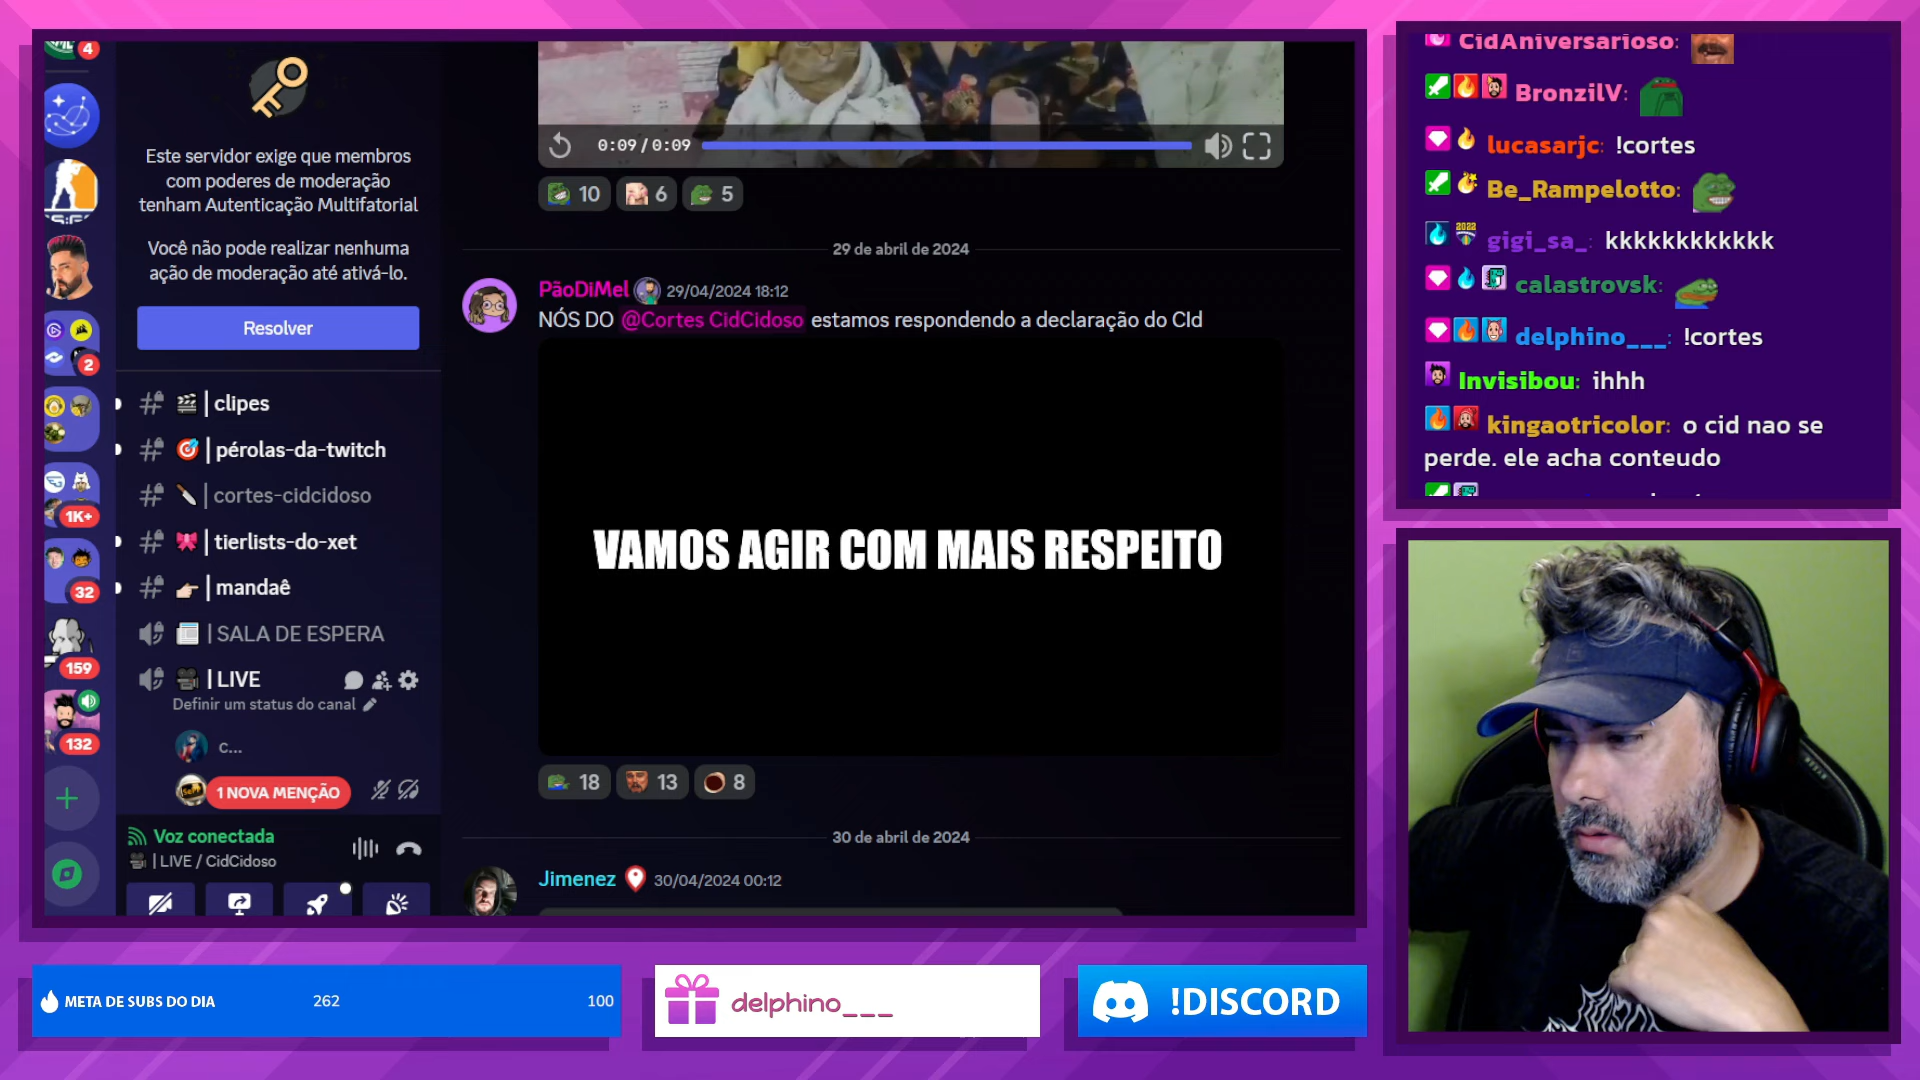 4
Este servidor exige que membros
com poderes de moderação
tenham Autenticação Multifatorial
Você não pode realizar nenhuma
ação de moderação até ativá-lo.
Resolver
2
1K+
32
159
132
| clipes
| pérolas-da-twitch
| cortes-cidcidoso
| tierlists-do-xet
| mandaê
| SALA DE ESPERA
| LIVE
Definir um status do canal
c...
1 NOVA MENÇÃO
Voz conectada
| LIVE / CidCidoso
0:09 / 0:09
10
6
5
29 de abril de 2024
PãoDiMel 29/04/2024 18:12
NÓS DO @Cortes CidCidoso estamos respondendo a declaração do CId
VAMOS AGIR COM MAIS RESPEITO
18
13
8
30 de abril de 2024
Jimenez 30/04/2024 00:12
CidAniversarioso:
BronzilV:
lucasarjc: !cortes
Be_Rampelotto:
2022
gigi_sa_: kkkkkkkkkkkk
calastrovsk:
delphino___: !cortes
Invisibou: ihhh
kingaotricolor: o cid nao se
perde. ele acha conteudo
META DE SUBS DO DIA 262 100
delphino___
!DISCORD